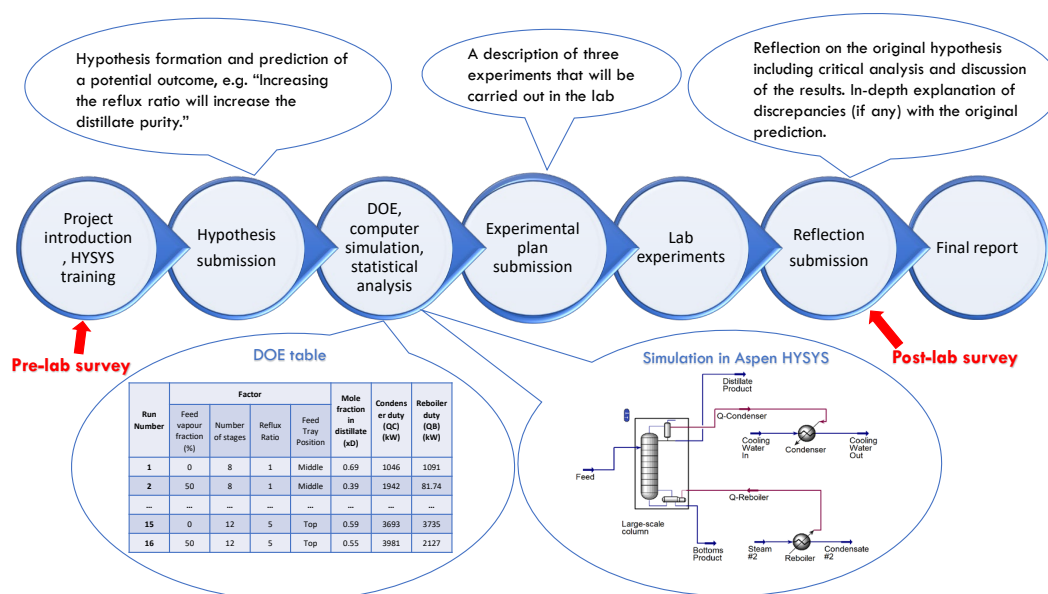 Hypothesis formation and prediction of
a potential outcome, e.g. “Increasing
the reflux ratio will increase the
distillate purity.”
A description of three
experiments that will be
carried out in the lab
Reflection on the original hypothesis
including critical analysis and discussion
of the results. In-depth explanation of
discrepancies (if any) with the original
prediction.
Project
introduction
, HYSYS
training
Hypothesis
submission
DOE,
computer
simulation,
statistical
analysis
Experimental
plan
submission
Lab
experiments
Reflection
submission
Final report
Pre-lab survey
Post-lab survey
DOE table
Run
Number
Factor
Feed
vapour
fraction
(%)
Number
of stages
Reflux
Ratio
Feed
Tray
Position
Mole
fraction
in
distillate
(xD)
Condens
er duty
(QC)
(kW)
Reboiler
duty
(QB)
(kW)
1 0 8 1 Middle 0.69 1046 1091
2 50 8 1 Middle 0.39 1942 81.74
... ... ... ... ... ... ... ...
15 0 12 5 Top 0.59 3693 3735
16 50 12 5 Top 0.55 3981 2127
Simulation in Aspen HYSYS
Distillate
Product
Q-Condenser
Cooling
Water
In
Condenser
Cooling
Water
Out
Feed
Q-Reboiler
Large-scale
column
Bottoms
Product
Steam
#2
Reboiler
Condensate
#2